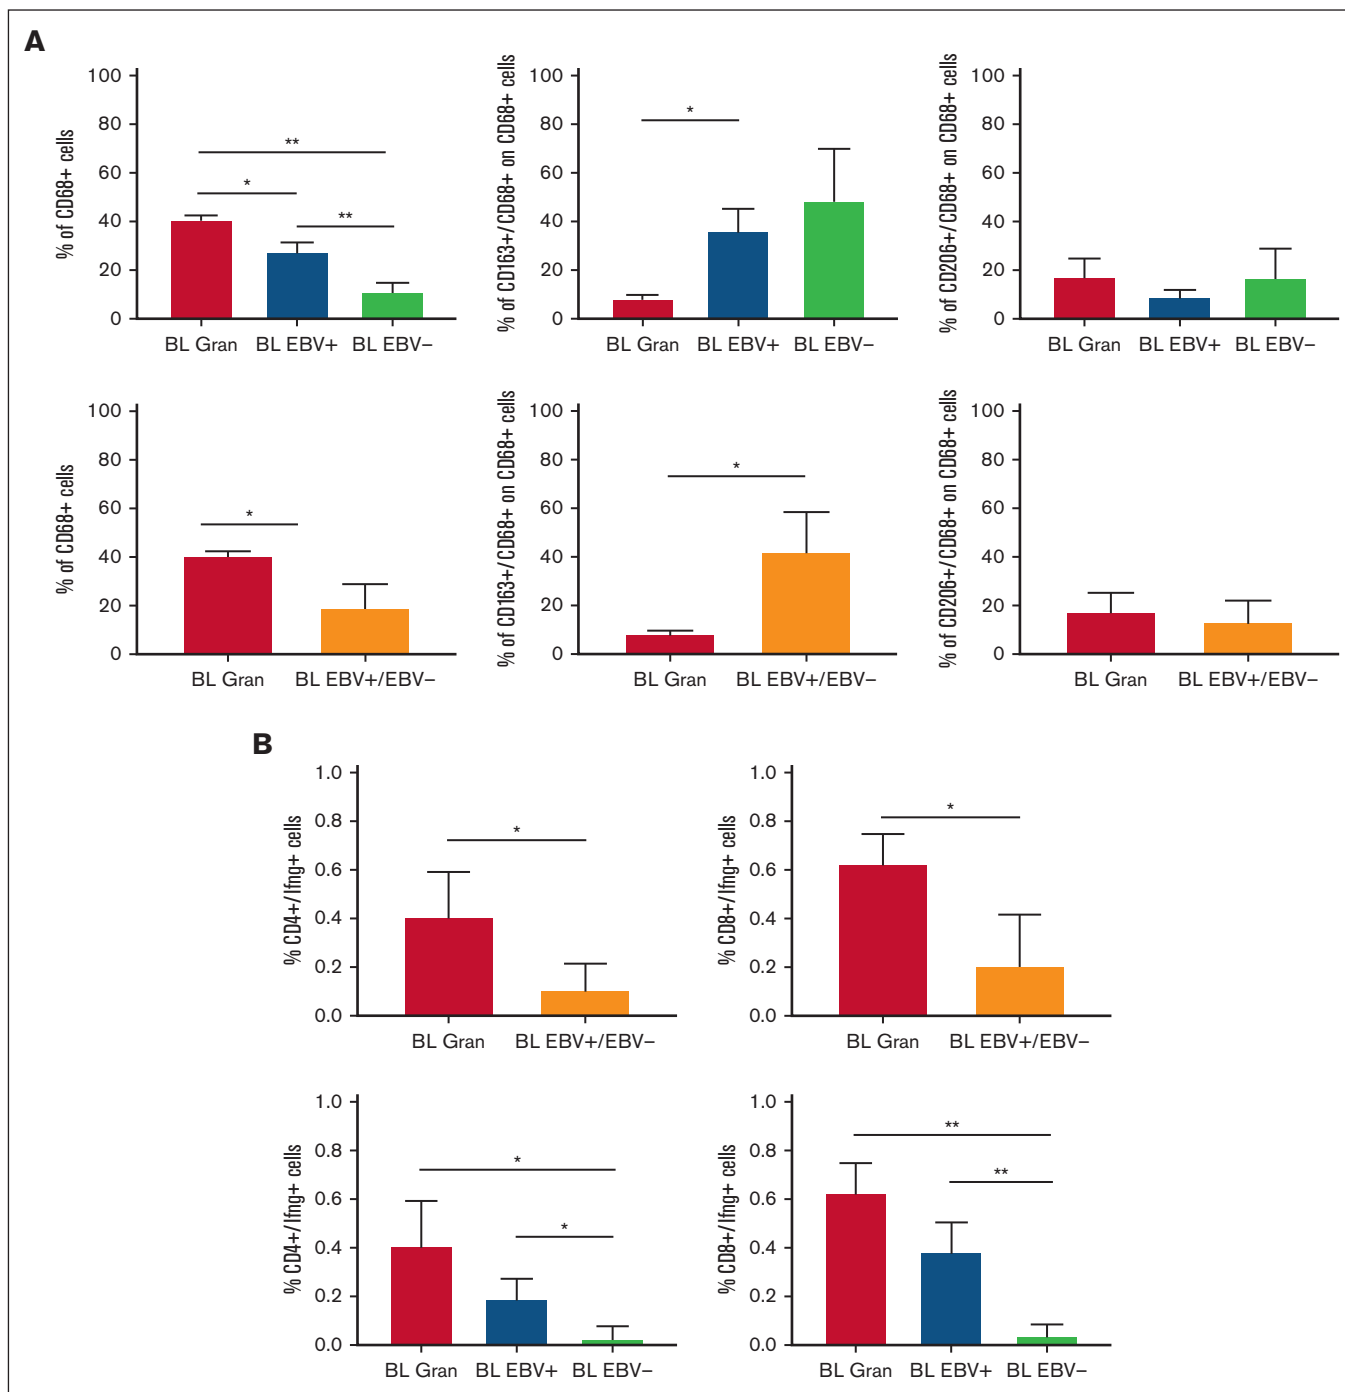 A
% of CD68+ cells
100
80
60
40
20
0
**
*
**
BL Gran
BL EBV+
BL EBV−
% of CD163+/CD68+ on CD68+ cells
100
80
60
40
20
0
*
BL Gran
BL EBV+
BL EBV−
% of CD206+/CD68+ on CD68+ cells
100
80
60
40
20
0
BL Gran
BL EBV+
BL EBV−
% of CD68+ cells
100
80
60
40
20
0
*
BL Gran
BL EBV+/EBV−
% of CD163+/CD68+ on CD68+ cells
100
80
60
40
20
0
*
BL Gran
BL EBV+/EBV−
% of CD206+/CD68+ on CD68+ cells
100
80
60
40
20
0
BL Gran
BL EBV+/EBV−
B
% CD4+/Ifng+ cells
1.0
0.8
0.6
0.4
0.2
0.0
*
BL Gran
BL EBV+/EBV−
% CD8+/Ifng+ cells
1.0
0.8
0.6
0.4
0.2
0.0
*
BL Gran
BL EBV+/EBV−
% CD4+/Ifng+ cells
1.0
0.8
0.6
0.4
0.2
0.0
*
*
BL Gran
BL EBV+
BL EBV−
% CD8+/Ifng+ cells
1.0
0.8
0.6
0.4
0.2
0.0
**
**
BL Gran
BL EBV+
BL EBV−